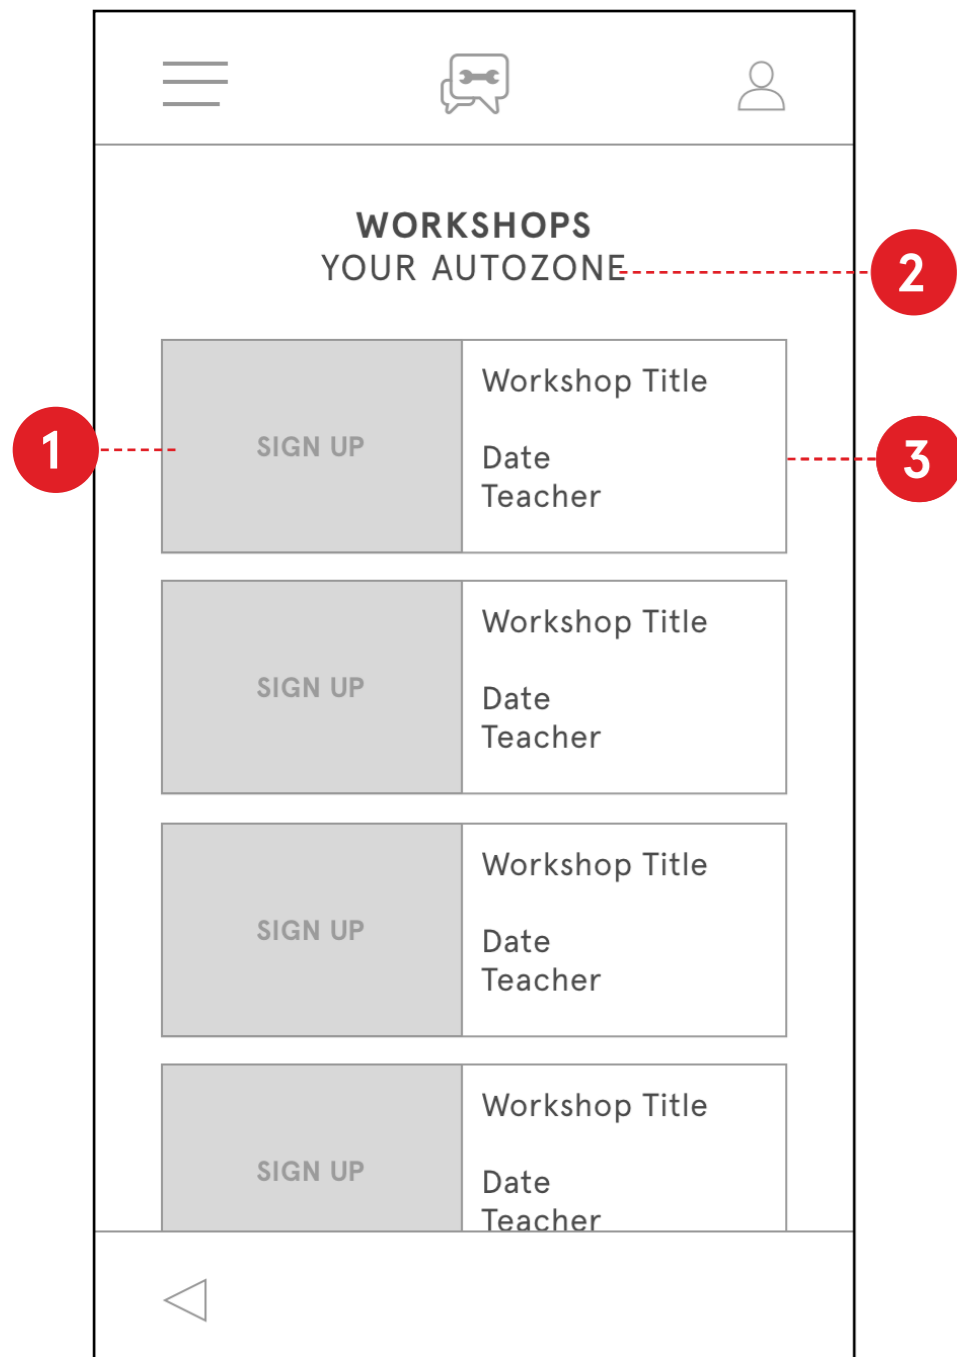 WORKSHOPS
YOUR AUTOZONE
2
1
SIGN UP
Workshop Title
Date
Teacher
3
SIGN UP
Workshop Title
Date
Teacher
SIGN UP
Workshop Title
Date
Teacher
SIGN UP
Workshop Title
Date
Teacher